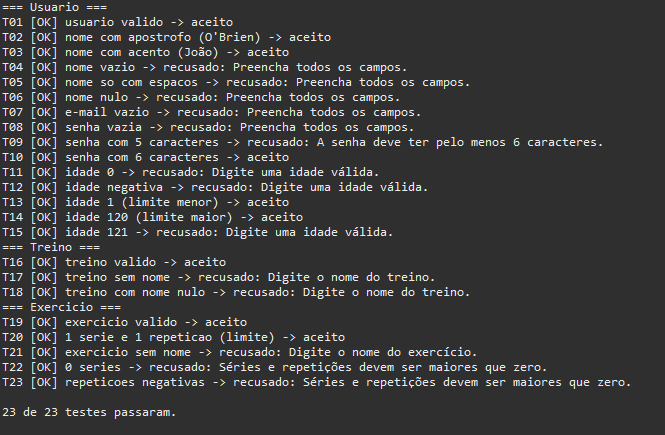 === Usuario ===
T01 [OK] usuario valido -> aceito
T02 [OK] nome com apostrofo (O'Brien) -> aceito
T03 [OK] nome com acento (João) -> aceito
T04 [OK] nome vazio -> recusado: Preencha todos os campos.
T05 [OK] nome so com espacos -> recusado: Preencha todos os campos.
T06 [OK] nome nulo -> recusado: Preencha todos os campos.
T07 [OK] e-mail vazio -> recusado: Preencha todos os campos.
T08 [OK] senha vazia -> recusado: Preencha todos os campos.
T09 [OK] senha com 5 caracteres -> recusado: A senha deve ter pelo menos 6 caracteres.
T10 [OK] senha com 6 caracteres -> aceito
T11 [OK] idade 0 -> recusado: Digite uma idade válida.
T12 [OK] idade negativa -> recusado: Digite uma idade válida.
T13 [OK] idade 1 (limite menor) -> aceito
T14 [OK] idade 120 (limite maior) -> aceito
T15 [OK] idade 121 -> recusado: Digite uma idade válida.
=== Treino ===
T16 [OK] treino valido -> aceito
T17 [OK] treino sem nome -> recusado: Digite o nome do treino.
T18 [OK] treino com nome nulo -> recusado: Digite o nome do treino.
=== Exercicio ===
T19 [OK] exercicio valido -> aceito
T20 [OK] 1 serie e 1 repeticao (limite) -> aceito
T21 [OK] exercicio sem nome -> recusado: Digite o nome do exercício.
T22 [OK] 0 series -> recusado: Séries e repetições devem ser maiores que zero.
T23 [OK] repeticoes negativas -> recusado: Séries e repetições devem ser maiores que zero.
23 de 23 testes passaram.